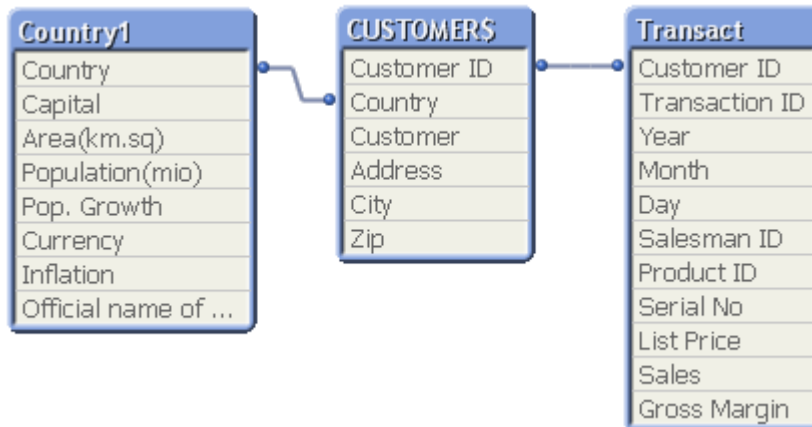 Country1
Country
Capital
Area(km.sq)
Population(mio)
Pop. Growth
Currency
Inflation
Official name of ...
CUSTOMER$
Customer ID
Country
Customer
Address
City
Zip
Transact
Customer ID
Transaction ID
Year
Month
Day
Salesman ID
Product ID
Serial No
List Price
Sales
Gross Margin